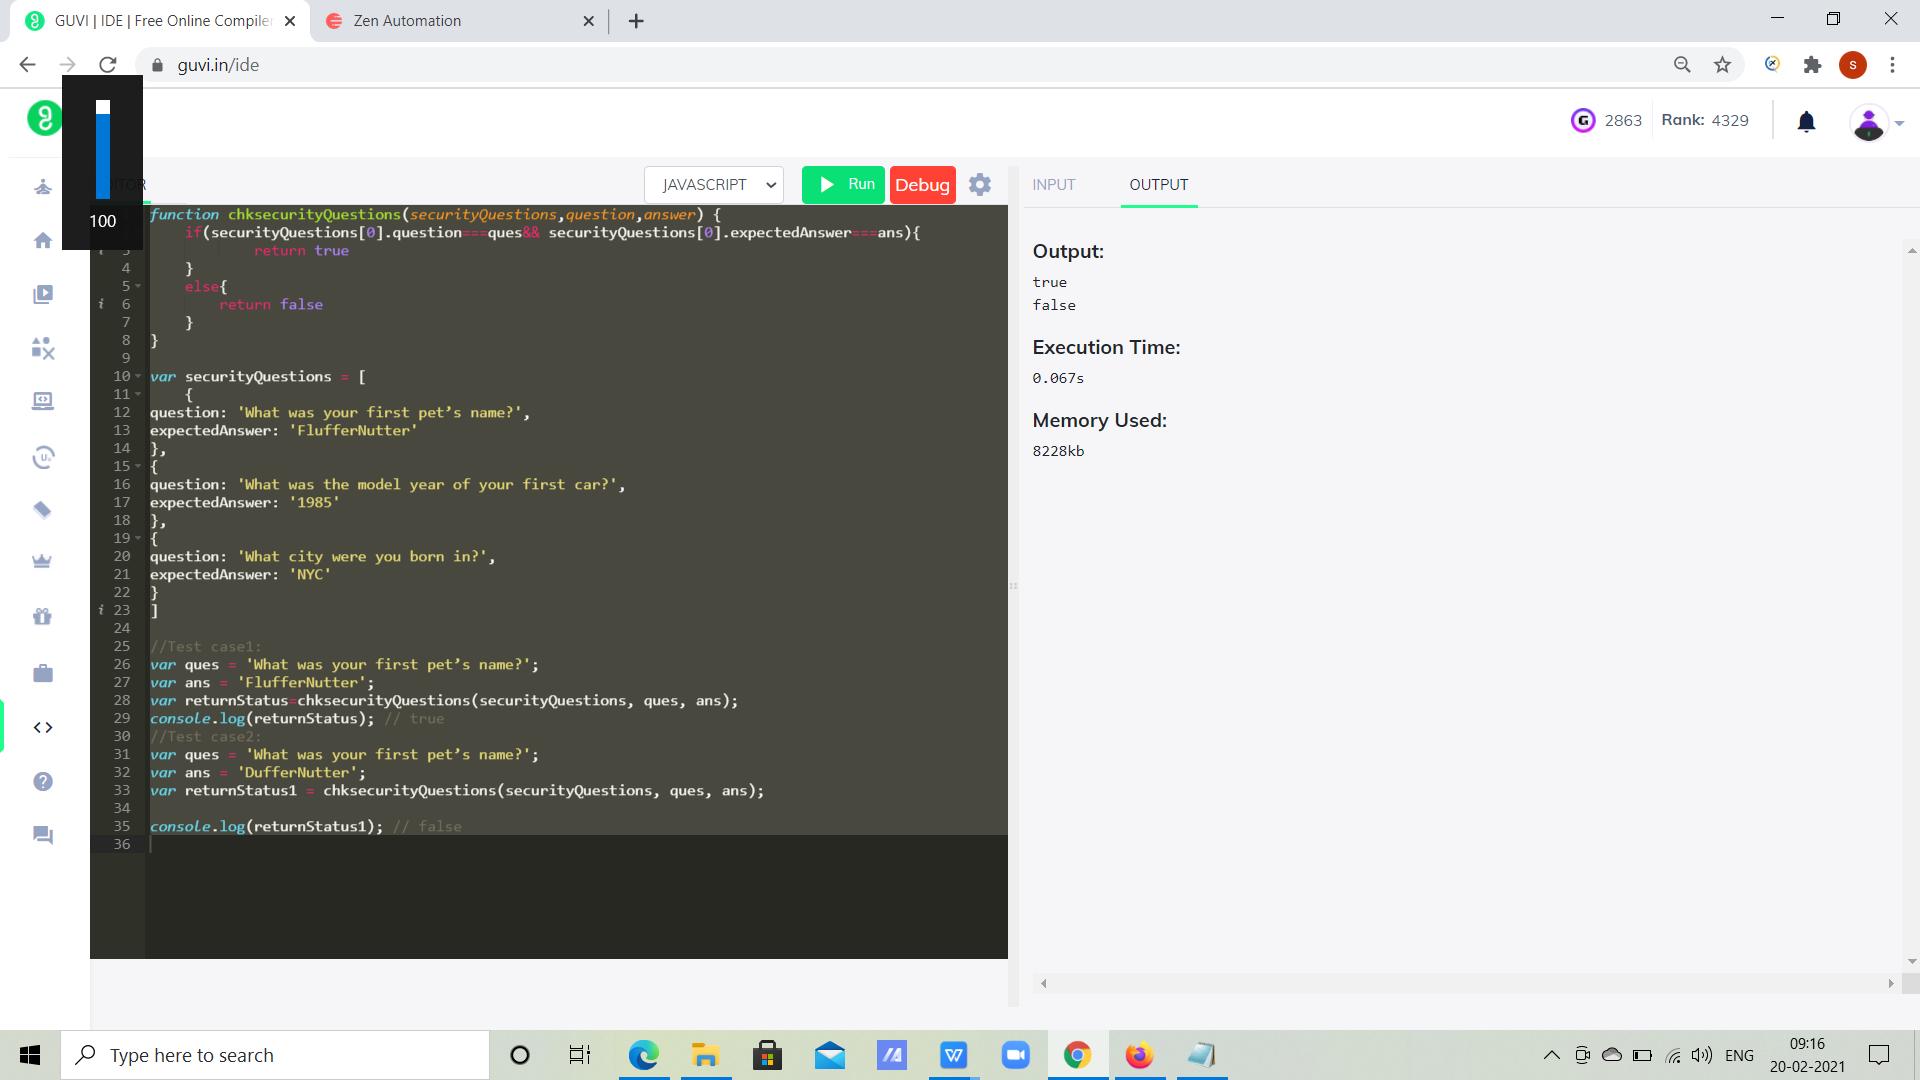 GUVI | IDE | Free Online Compiler
Zen Automation
guvi.in/ide
S
100
G 2863
Rank: 4329
JAVASCRIPT
Run
Debug
INPUT
OUTPUT
function chksecurityQuestions(securityQuestions,question,answer) {
if(securityQuestions[0].question===ques&& securityQuestions[0].expectedAnswer===ans){
3 return true
4 }
5 else{
6 return false
7 }
8 }
9
10 var securityQuestions = [
11 {
12 question: 'What was your first pet’s name?',
13 expectedAnswer: 'FlufferNutter'
14 },
15 {
16 question: 'What was the model year of your first car?',
17 expectedAnswer: '1985'
18 },
19 {
20 question: 'What city were you born in?',
21 expectedAnswer: 'NYC'
22 }
23 ]
24
25 //Test case1:
26 var ques = 'What was your first pet’s name?';
27 var ans = 'FlufferNutter';
28 var returnStatus=chksecurityQuestions(securityQuestions, ques, ans);
29 console.log(returnStatus); // true
30 //Test case2:
31 var ques = 'What was your first pet’s name?';
32 var ans = 'DufferNutter';
33 var returnStatus1 = chksecurityQuestions(securityQuestions, ques, ans);
34
35 console.log(returnStatus1); // false
36
Output:
true
false
Execution Time:
0.067s
Memory Used:
8228kb
Type here to search
ENG
09:16
20-02-2021